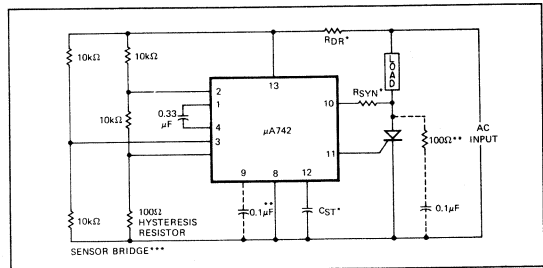 RDR*
10kΩ
10kΩ
LOAD
13
2
1
10
RSYN*
0.33
μF
10kΩ
4
μA742
3
AC
INPUT
100Ω**
11
9
8
12
0.1μF**
CST*
0.1μF
10kΩ
100Ω
HYSTERESIS
RESISTOR
SENSOR BRIDGE***